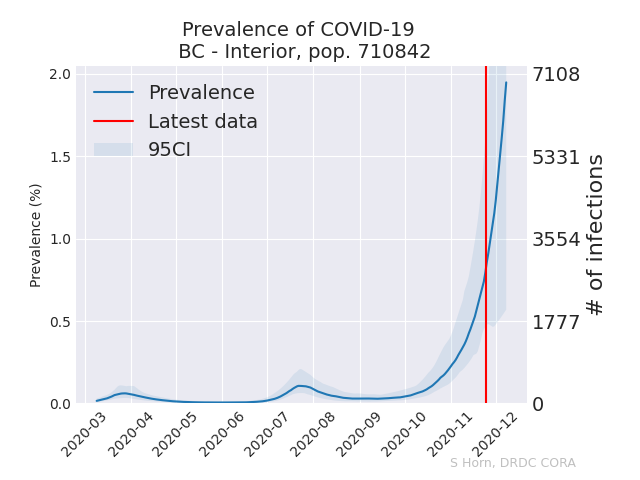 Prevalence of COVID-19
BC - Interior, pop. 710842
Prevalence
Latest data
95CI
2.0
1.5
1.0
0.5
0.0
Prevalence (%)
7108
5331
3554
1777
0
# of infections
2020-03
2020-04
2020-05
2020-06
2020-07
2020-08
2020-09
2020-10
2020-11
2020-12
S Horn, DRDC CORA